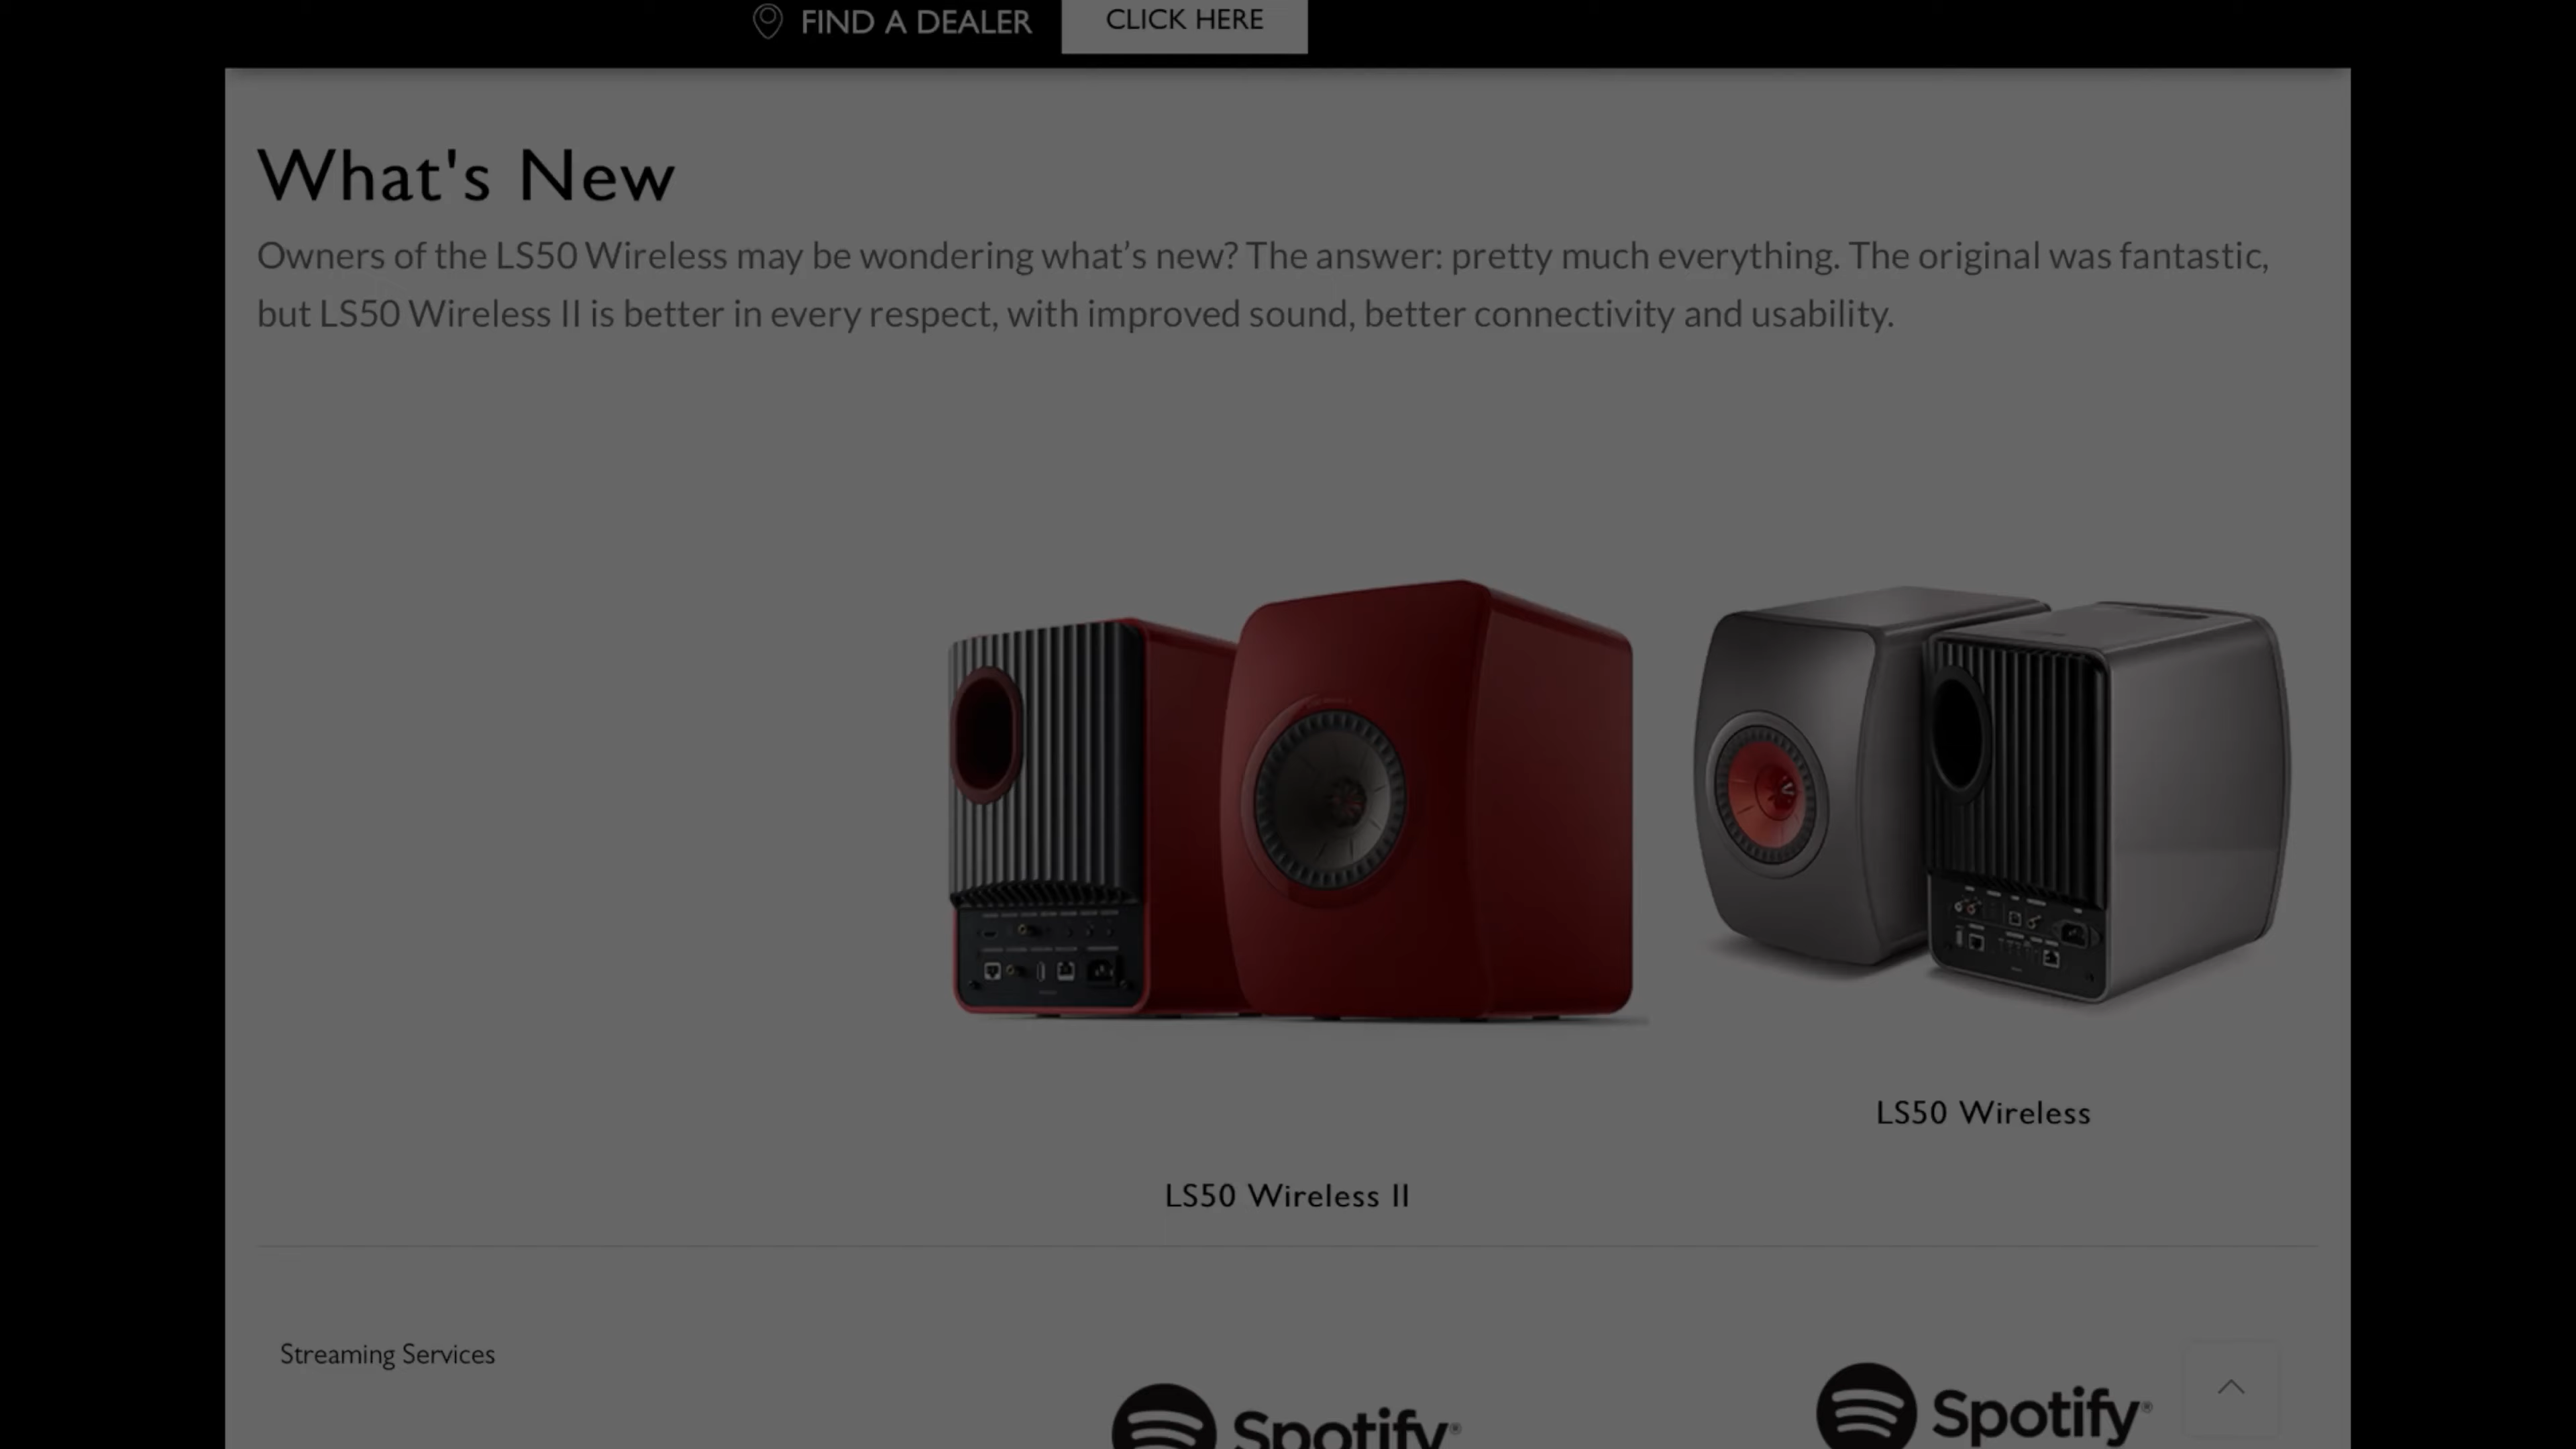 FIND A DEALER
CLICK HERE
What's New
Owners of the LS50 Wireless may be wondering what’s new? The answer: pretty much everything. The original was fantastic,
but LS50 Wireless II is better in every respect, with improved sound, better connectivity and usability.
LS50 Wireless
LS50 Wireless II
Streaming Services
Spotify®
Spotify®